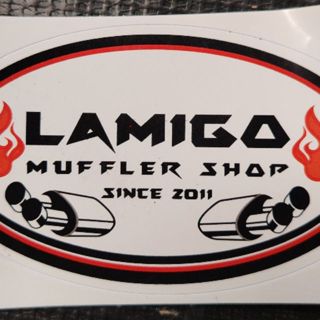 LAMIGO
MUFFLER SHOP
SINCE 2011